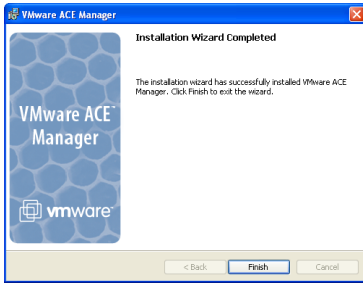 VMware ACE Manager
Installation Wizard Completed
The installation wizard has successfully installed VMware ACE
Manager. Click Finish to exit the wizard.
VMware ACE™
Manager
vmware®
< Back
Finish
Cancel